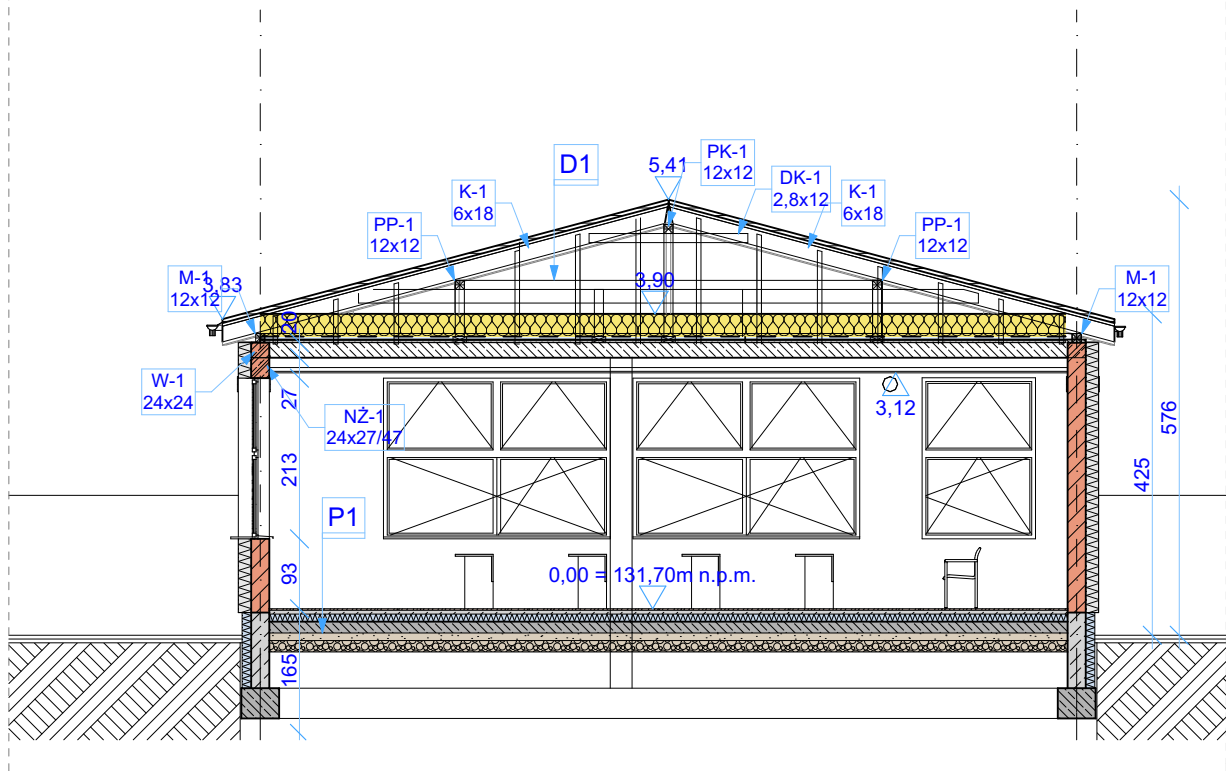 D1
5,41
PK-1
12x12
DK-1
2,8x12
K-1
6x18
K-1
6x18
PP-1
12x12
PP-1
12x12
M-1
12x12
3,83
3,90
M-1
12x12
20
W-1
24x24
27
NŻ-1
24x27/47
3,12
576
425
213
P1
93
0,00 = 131,70m n.p.m.
165